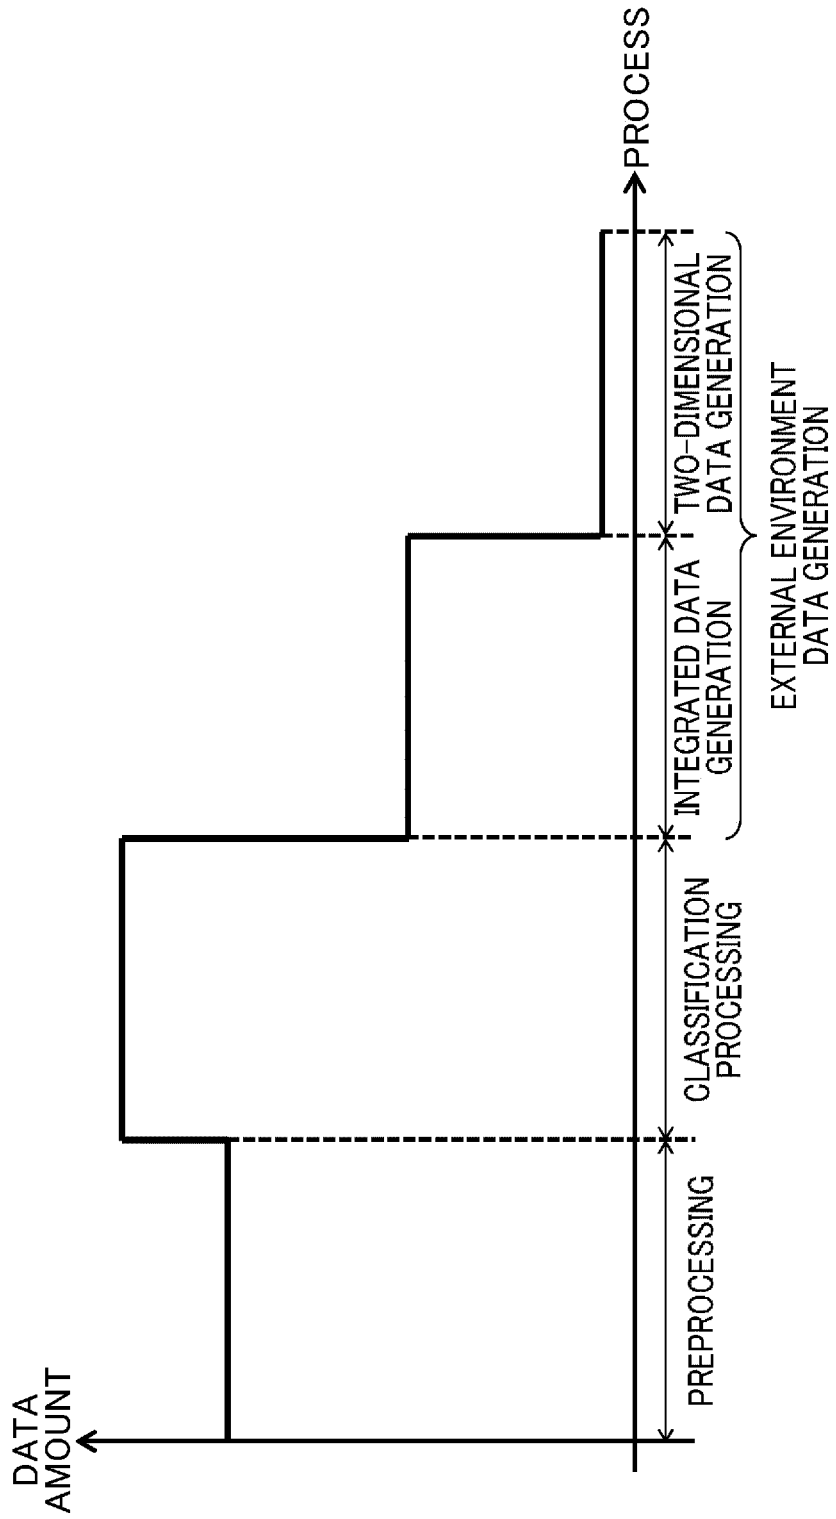 DATA
AMOUNT
PREPROCESSING
CLASSIFICATION
PROCESSING
INTEGRATED DATA
GENERATION
TWO-DIMENSIONAL
DATA GENERATION
EXTERNAL ENVIRONMENT
DATA GENERATION
PROCESS